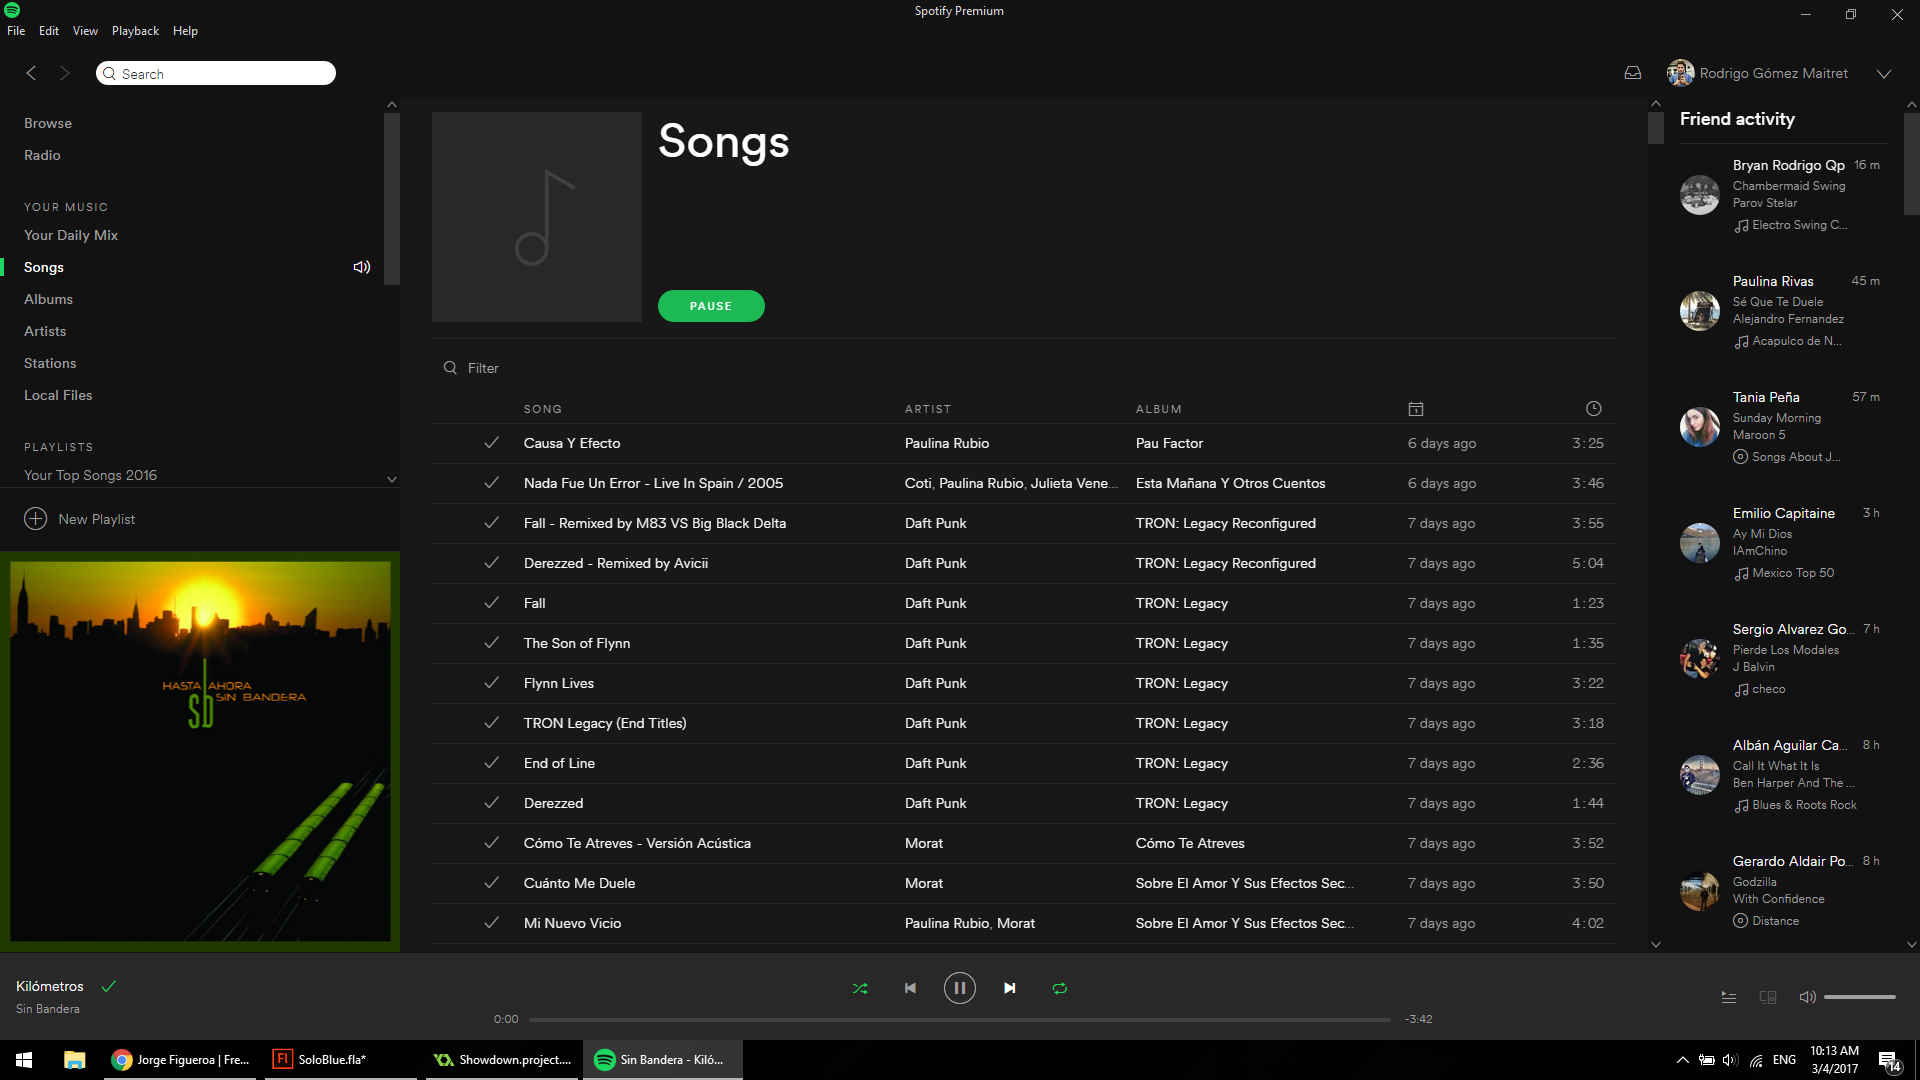 Spotify Premium
File Edit View Playback Help
Search
Rodrigo Gómez Maitret
Browse
Radio
YOUR MUSIC
Your Daily Mix
Songs
Albums
Artists
Stations
Local Files
PLAYLISTS
Your Top Songs 2016
New Playlist
HASTA AHORA
SIN BANDERA
sb
Songs
PAUSE
Filter
SONG ARTIST ALBUM
Causa Y Efecto Paulina Rubio Pau Factor 6 days ago 3:25
Nada Fue Un Error - Live In Spain / 2005 Coti, Paulina Rubio, Julieta Vene... Esta Mañana Y Otros Cuentos 6 days ago 3:46
Fall - Remixed by M83 VS Big Black Delta Daft Punk TRON: Legacy Reconfigured 7 days ago 3:55
Derezzed - Remixed by Avicii Daft Punk TRON: Legacy Reconfigured 7 days ago 5:04
Fall Daft Punk TRON: Legacy 7 days ago 1:23
The Son of Flynn Daft Punk TRON: Legacy 7 days ago 1:35
Flynn Lives Daft Punk TRON: Legacy 7 days ago 3:22
TRON Legacy (End Titles) Daft Punk TRON: Legacy 7 days ago 3:18
End of Line Daft Punk TRON: Legacy 7 days ago 2:36
Derezzed Daft Punk TRON: Legacy 7 days ago 1:44
Cómo Te Atreves - Versión Acústica Morat Cómo Te Atreves 7 days ago 3:52
Cuánto Me Duele Morat Sobre El Amor Y Sus Efectos Sec... 7 days ago 3:50
Mi Nuevo Vicio Paulina Rubio, Morat Sobre El Amor Y Sus Efectos Sec... 7 days ago 4:02
Friend activity
Bryan Rodrigo Qp 16 m
Chambermaid Swing
Parov Stelar
Electro Swing C...
Paulina Rivas 45 m
Sé Que Te Duele
Alejandro Fernandez
Acapulco de N...
Tania Peña 57 m
Sunday Morning
Maroon 5
Songs About J...
Emilio Capitaine 3 h
Ay Mi Dios
IAmChino
Mexico Top 50
Sergio Alvarez Go... 7 h
Pierde Los Modales
J Balvin
checo
Albán Aguilar Ca... 8 h
Call It What It Is
Ben Harper And The ...
Blues & Roots Rock
Gerardo Aldair Po... 8 h
Godzilla
With Confidence
Distance
Kilómetros
Sin Bandera
0:00 -3:42
Jorge Figueroa | Fre...
Fl SoloBlue.fla*
Showdown.project....
Sin Bandera - Kiló...
ENG
10:13 AM
3/4/2017
14